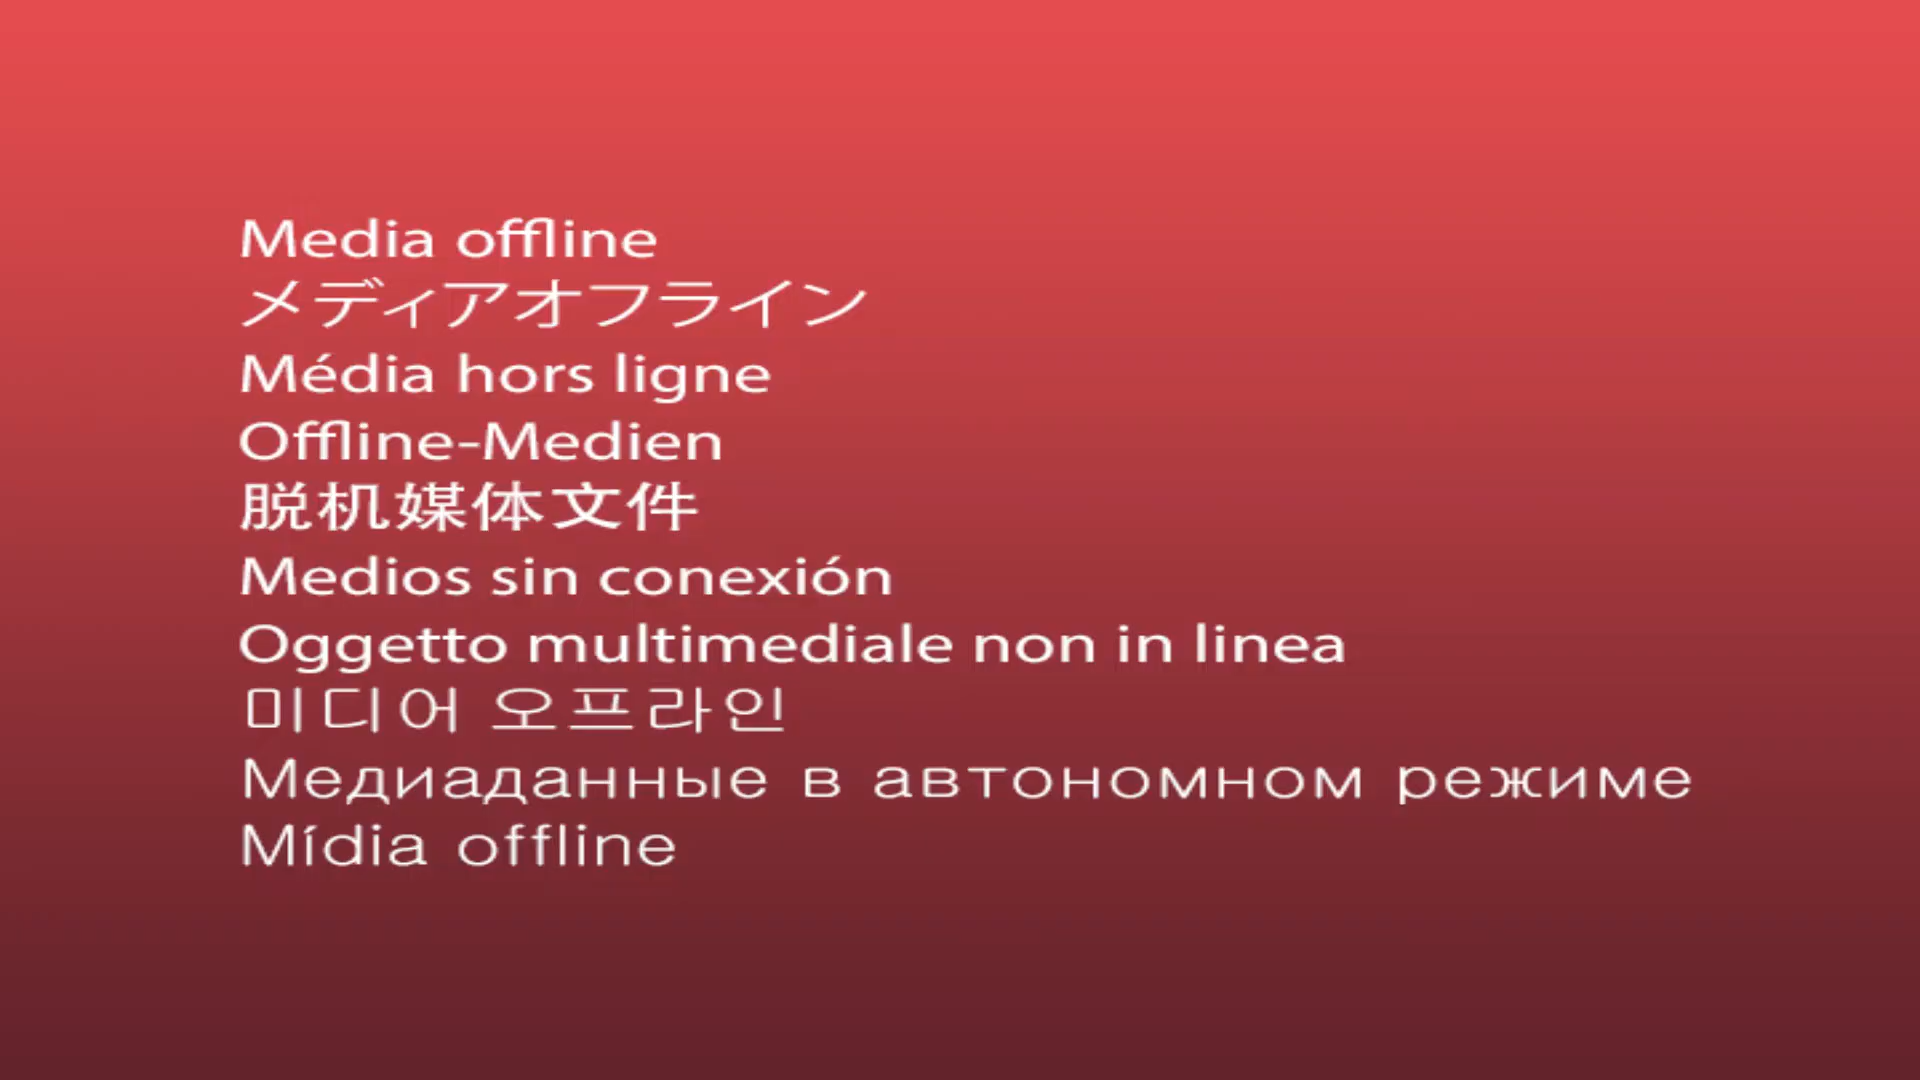 Media offline
メディアオフライン
Média hors ligne
Offline-Medien
脱机媒体文件
Medios sin conexión
Oggetto multimediale non in linea
미디어 오프라인
Медиаданные в автономном режиме
Mídia offline